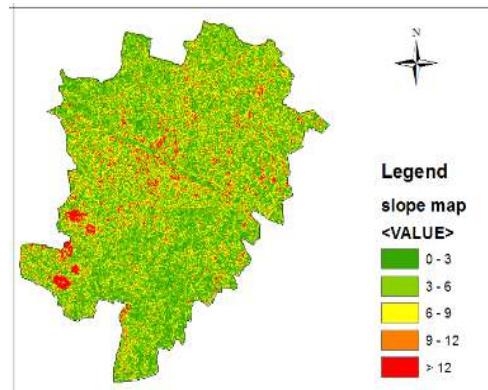 N
Legend
slope map
<VALUE>
0 - 3
3 - 6
6 - 9
9 - 12
> 12